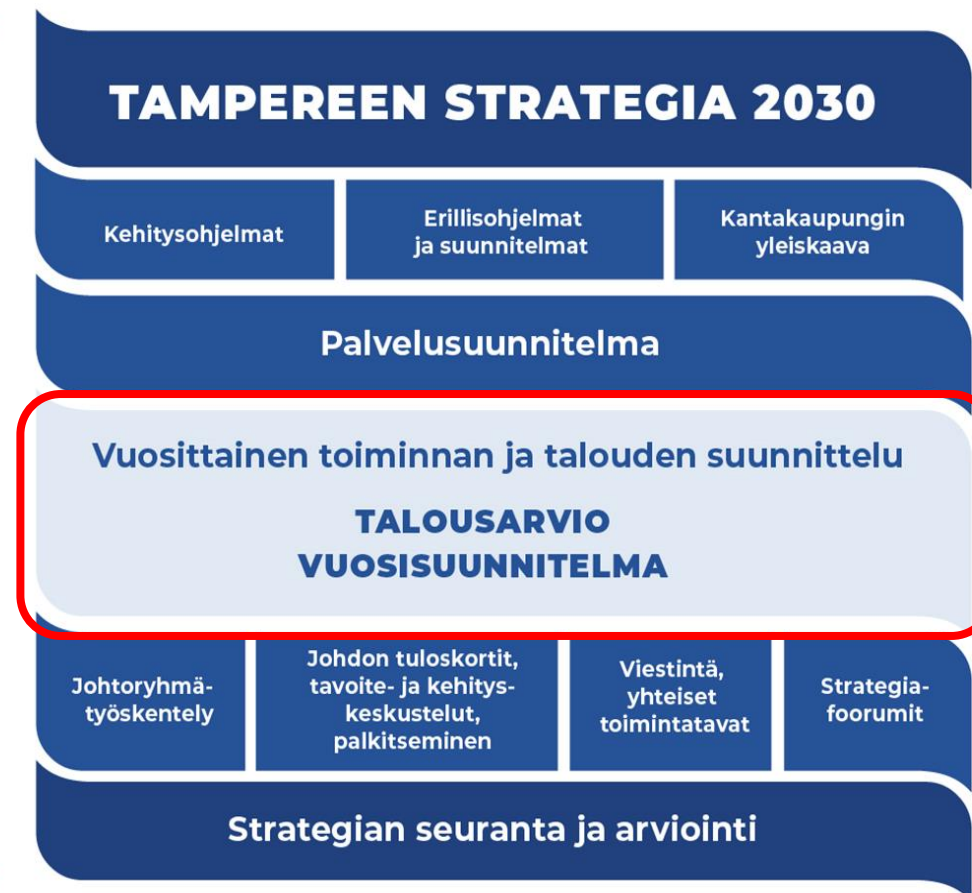 TAMPEREEN STRATEGIA 2030
Kehitysohjelmat
Erillisohjelmat
ja suunnitelmat
Kantakaupungin
yleiskaava
Palvelusuunnitelma
Vuosittainen toiminnan ja talouden suunnittelu
TALOUSARVIO
VUOSISUUNNITELMA
Johtoryhmä-
työskentely
Johdon tuloskortit,
tavoite- ja kehitys-
keskustelut,
palkitseminen
Viestintä,
yhteiset
toimintatavat
Strategia-
foorumit
Strategian seuranta ja arviointi